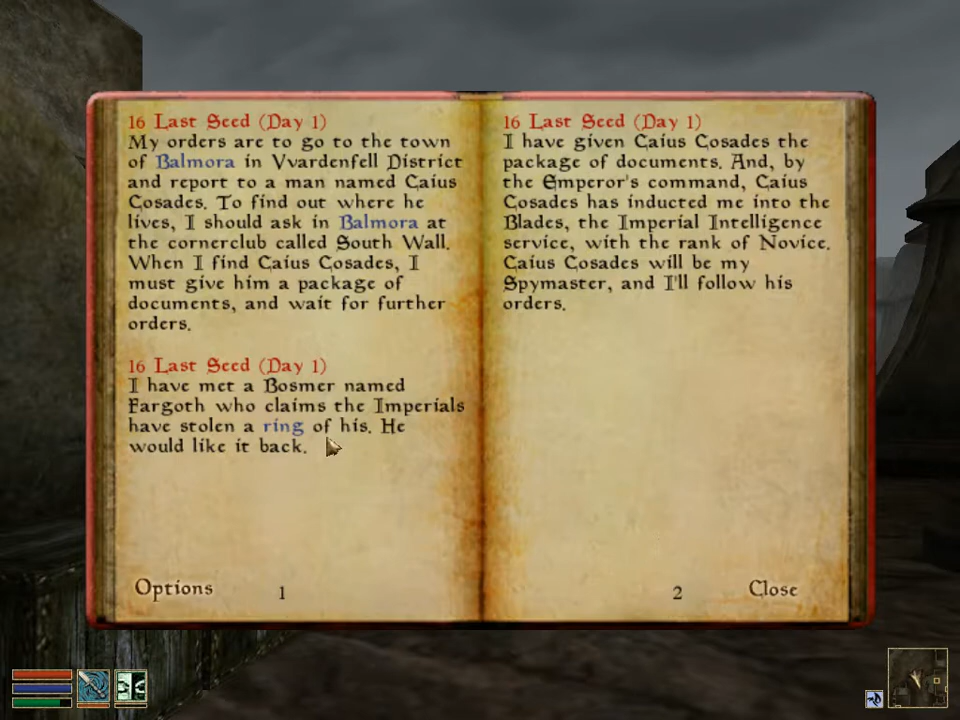 16 Last Seed (Day 1)
My orders are to go to the town
of Balmora in Vvardenfell District
and report to a man named Caius
Cosades. To find out where he
lives, I should ask in Balmora at
the cornerclub called South Wall.
When I find Caius Cosades, I
must give him a package of
documents, and wait for further
orders.
16 Last Seed (Day 1)
I have met a Bosmer named
Fargoth who claims the Imperials
have stolen a ring of his. He
would like it back.
Options
1
16 Last Seed (Day 1)
I have given Caius Cosades the
package of documents. And, by
the Emperor's command, Caius
Cosades has inducted me into the
Blades, the Imperial Intelligence
service, with the rank of Novice.
Caius Cosades will be my
Spymaster, and I'll follow his
orders.
2
Close